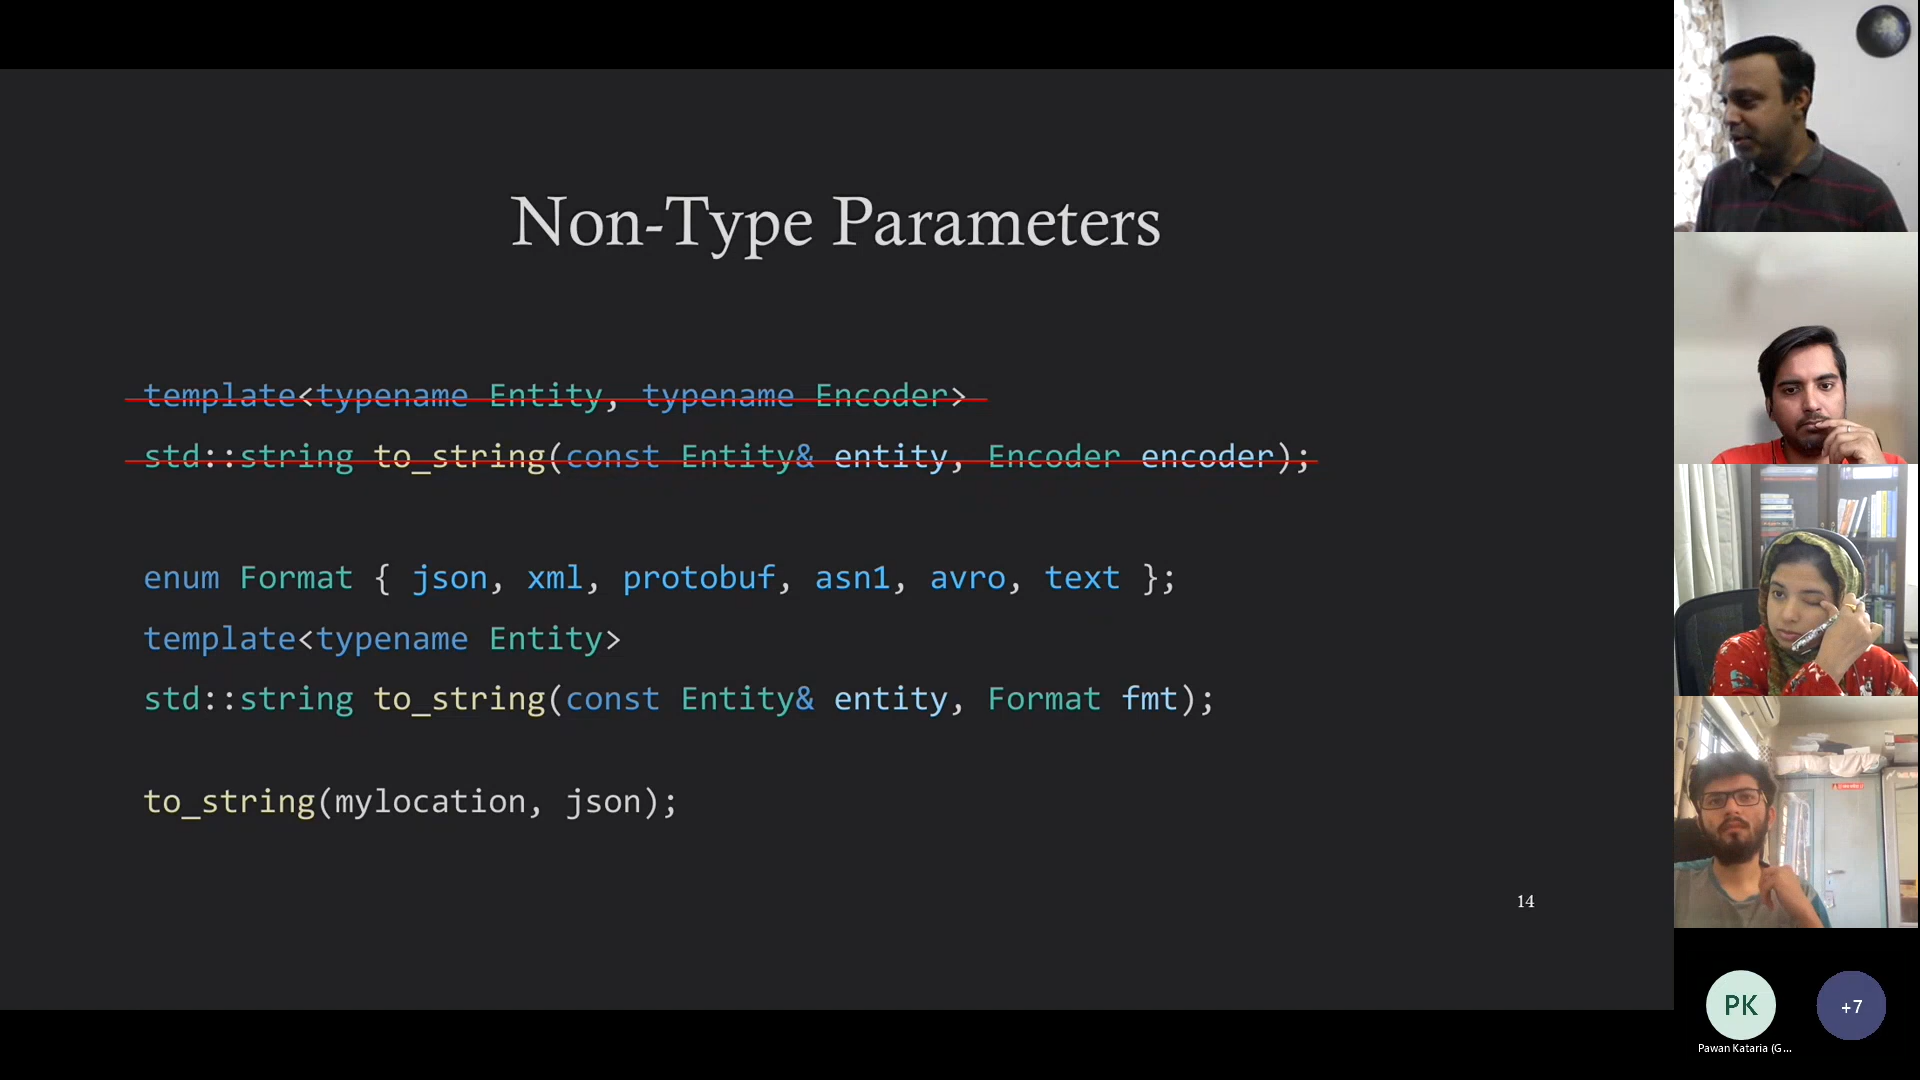 Non-Type Parameters
template<typename Entity, typename Encoder>
std::string to_string(const Entity& entity, Encoder encoder);
enum Format { json, xml, protobuf, asn1, avro, text };
template<typename Entity>
std::string to_string(const Entity& entity, Format fmt);
to_string(mylocation, json);
14
PK
+7
Pawan Kataria (G...